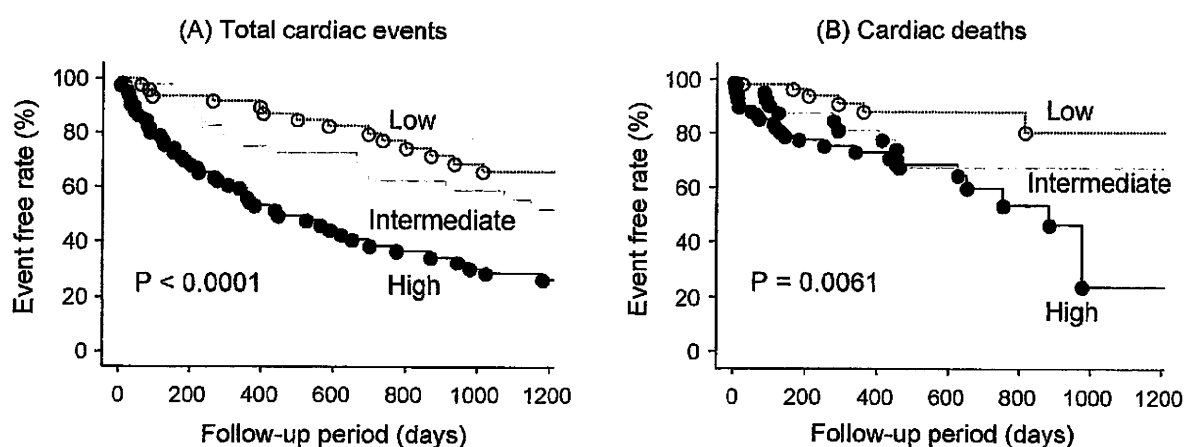 (A) Total cardiac events
Event free rate (%)
100
80
60
40
20
0
Low
Intermediate
High
P < 0.0001
0 200 400 600 800 1000 1200
Follow-up period (days)
(B) Cardiac deaths
Event free rate (%)
100
80
60
40
20
0
Low
Intermediate
P = 0.0061
High
0 200 400 600 800 1000 1200
Follow-up period (days)